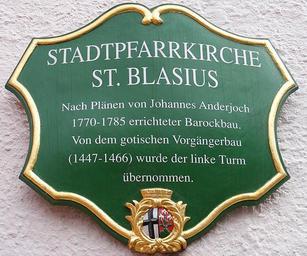 STADTPFARRKIRCHE
ST. BLASIUS
Nach Plänen von Johannes Anderjoch
1770-1785 errichteter Barockbau.
Von dem gotischen Vorgängerbau
(1447-1466) wurde der linke Turm
übernommen.